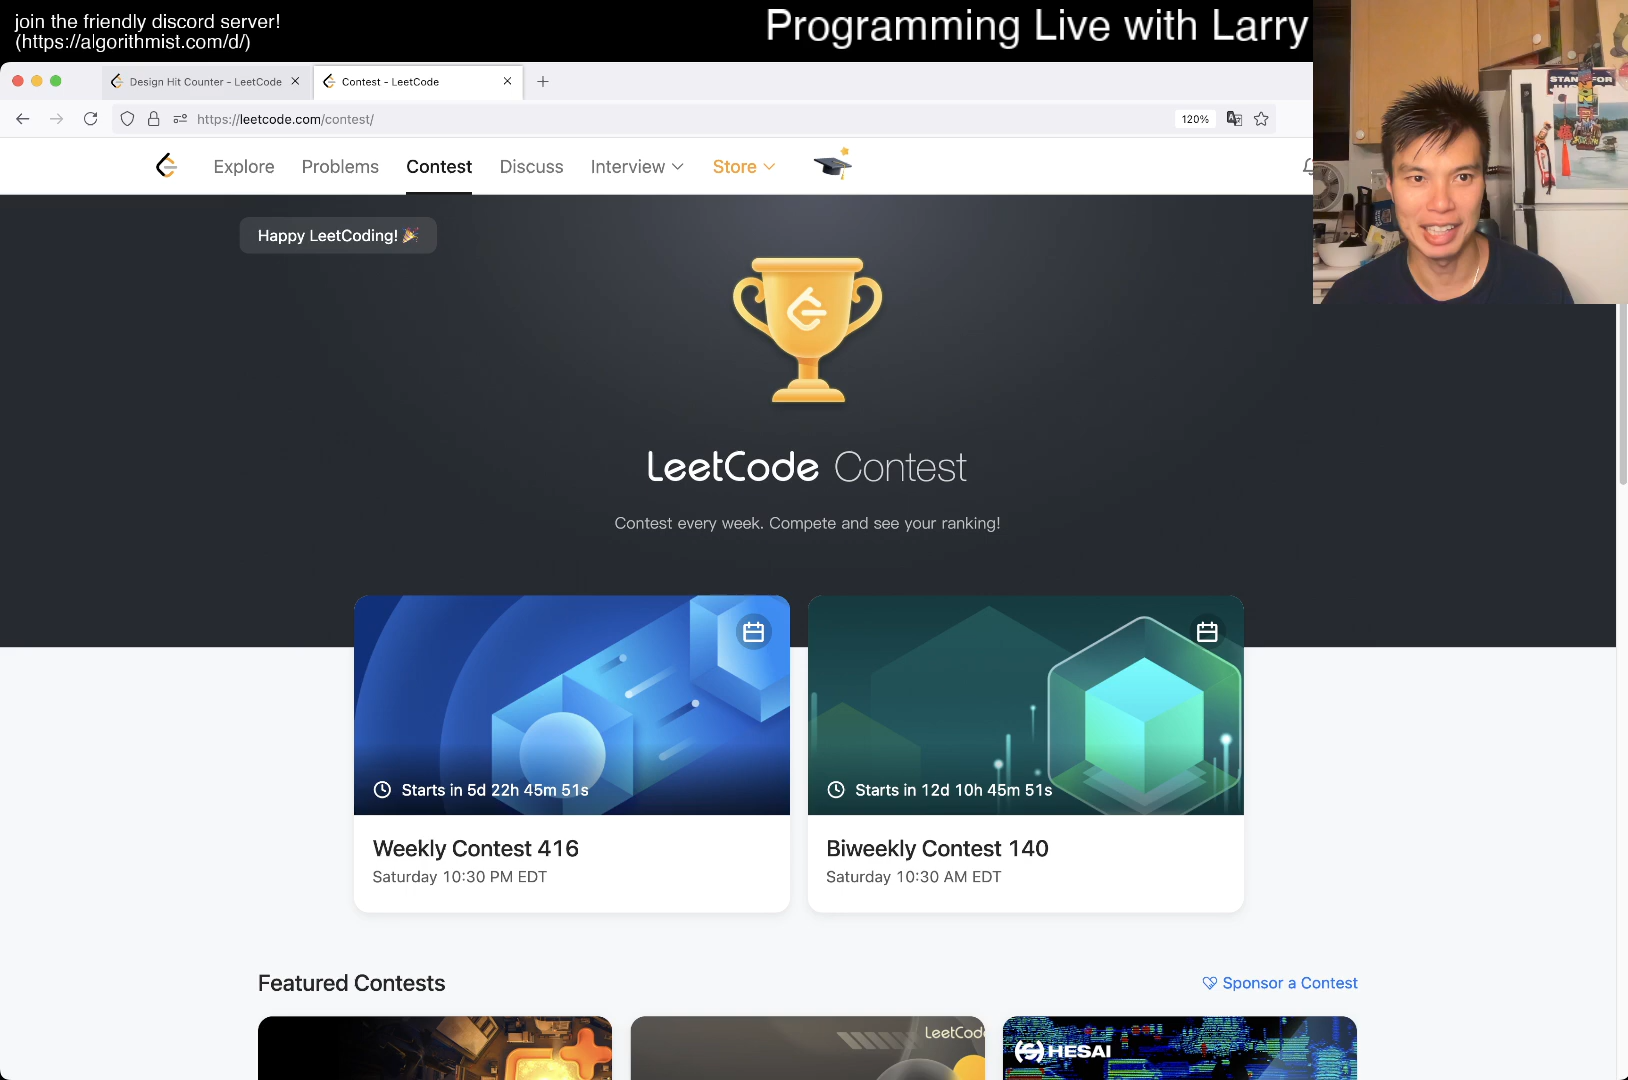 join the friendly discord server!
(https://algorithmist.com/d/)
Programming Live with Larry
Design Hit Counter - LeetCode
Contest - LeetCode
https://leetcode.com/contest/
120%
Explore
Problems
Contest
Discuss
Interview
Store
Happy LeetCoding! 🎉
LeetCode Contest
Contest every week. Compete and see your ranking!
Starts in 5d 22h 45m 51s
Starts in 12d 10h 45m 51s
Weekly Contest 416
Saturday 10:30 PM EDT
Biweekly Contest 140
Saturday 10:30 AM EDT
Featured Contests
Sponsor a Contest
LeetCode
HESAI